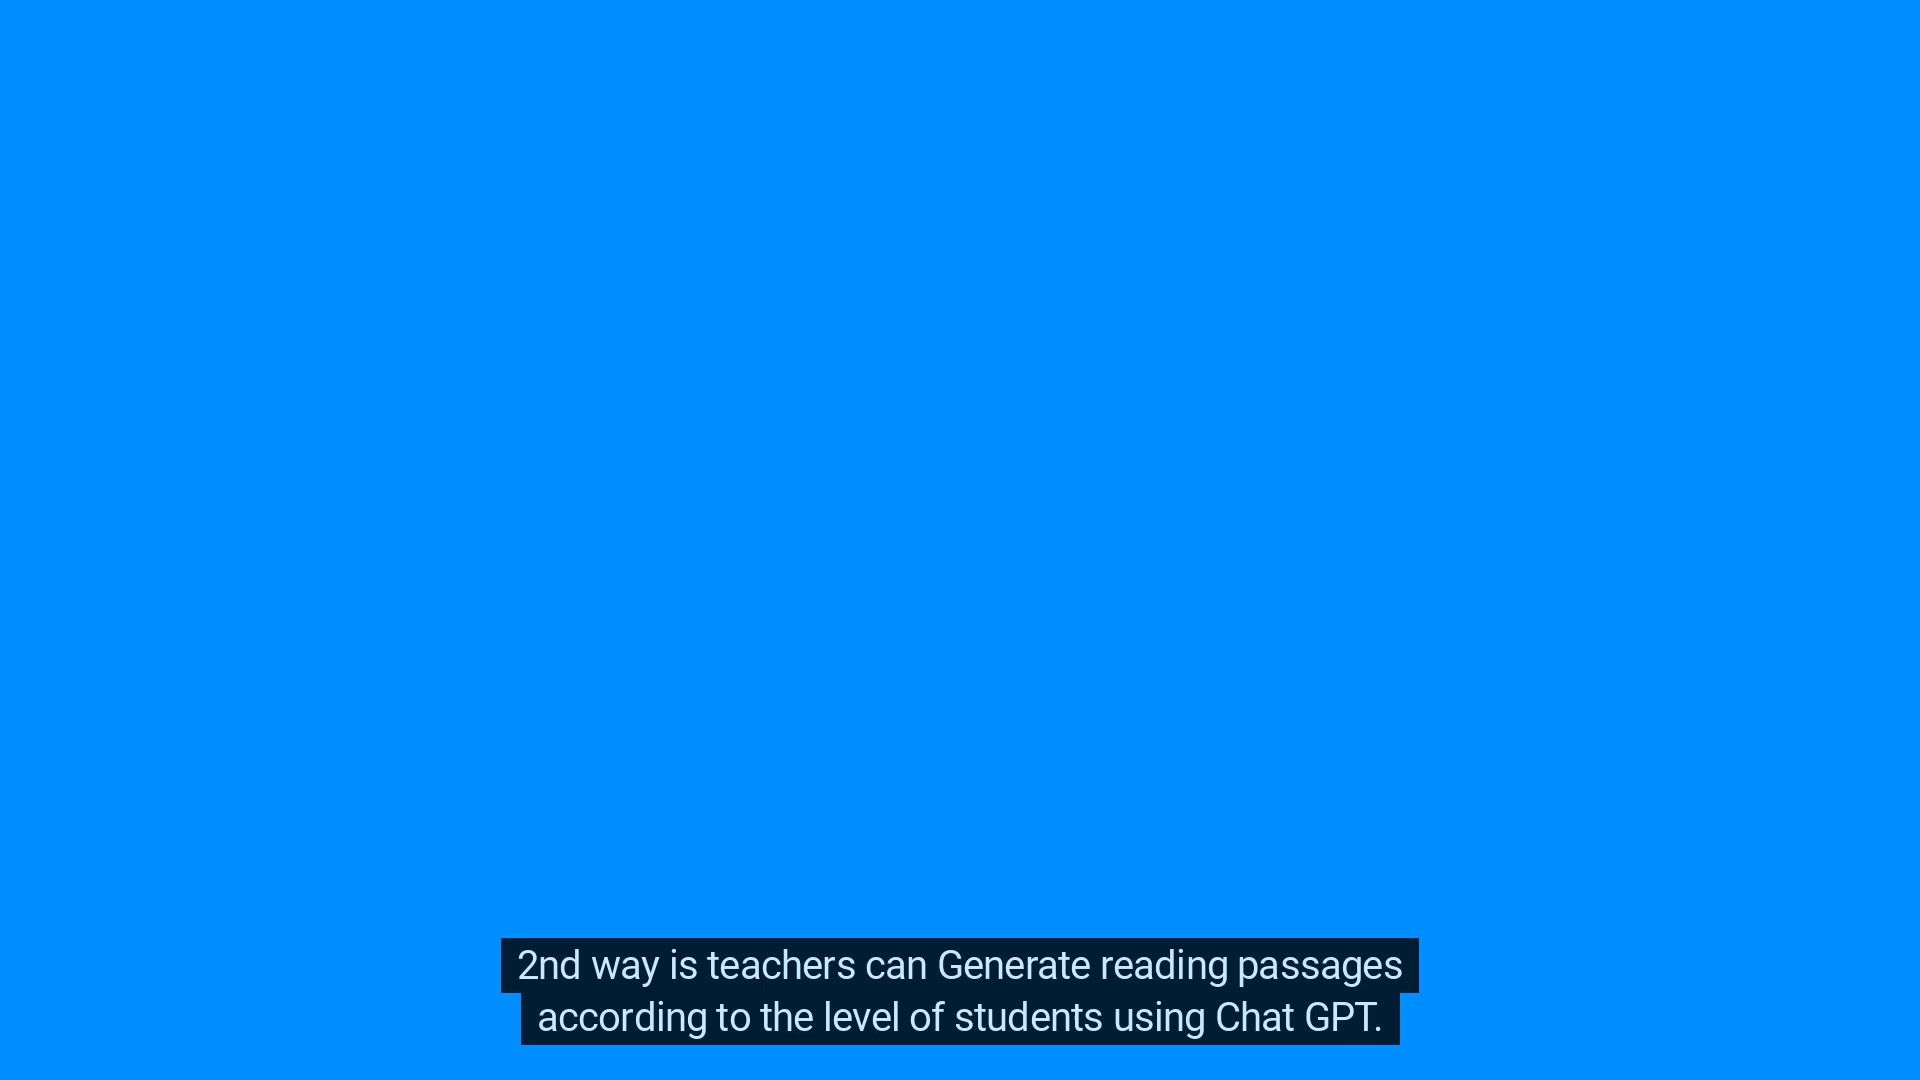 2nd way is teachers can Generate reading passages
according to the level of students using Chat GPT.